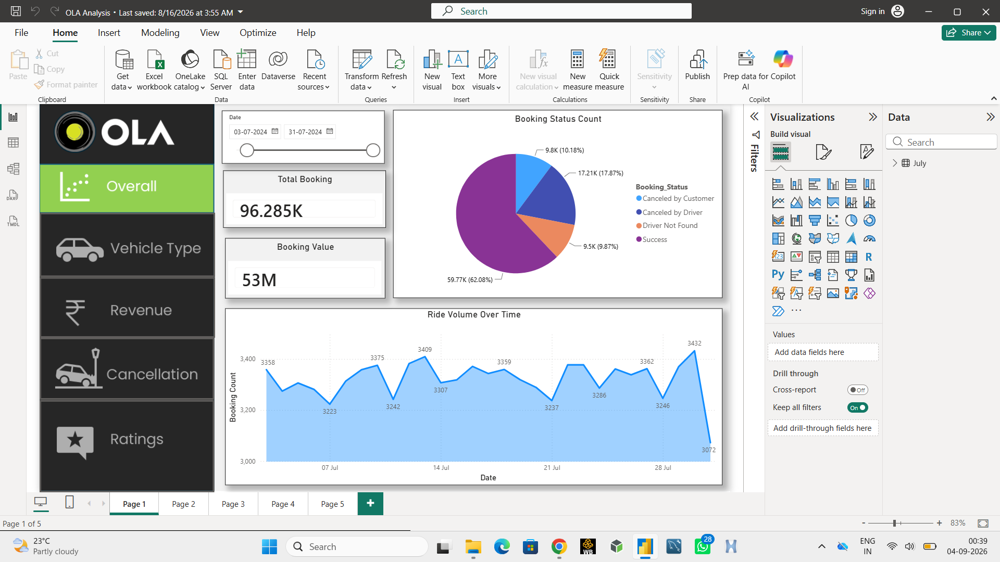 OLA Analysis • Last saved: 8/16/2026 at 3:55 AM
Search
Sign in
File
Home
Insert
Modeling
View
Optimize
Help
Share
Paste
Cut
Copy
Format painter
Clipboard
Get data
Excel workbook
OneLake catalog
SQL Server
Enter data
Dataverse
Recent sources
Data
Transform data
Refresh
Queries
New visual
Text box
More visuals
Insert
New visual calculation
New measure
Quick measure
Calculations
Sensitivity
Sensitivity
Publish
Share
Prep data for AI
Copilot
Copilot
OLA
Overall
Vehicle Type
Revenue
Cancellation
Ratings
Date
03-07-2024
31-07-2024
Total Booking
96.285K
Booking Value
53M
Booking Status Count
9.8K (10.18%)
17.21K (17.87%)
9.5K (9.87%)
59.77K (62.08%)
Booking_Status
Canceled by Customer
Canceled by Driver
Driver Not Found
Success
Ride Volume Over Time
Booking Count
3,400
3,200
3,000
3358
3223
3375
3242
3409
3307
3359
3237
3286
3362
3246
3432
3072
07 Jul
14 Jul
21 Jul
28 Jul
Date
Filters
Visualizations
Build visual
123
R
Py
Values
Add data fields here
Drill through
Cross-report
Off
Keep all filters
On
Add drill-through fields here
Data
Search
July
DAX
TMDL
Page 1
Page 2
Page 3
Page 4
Page 5
+
Page 1 of 5
- + 83%
23°C
Partly cloudy
Search
WB
28
ENG
IN
00:39
04-09-2026